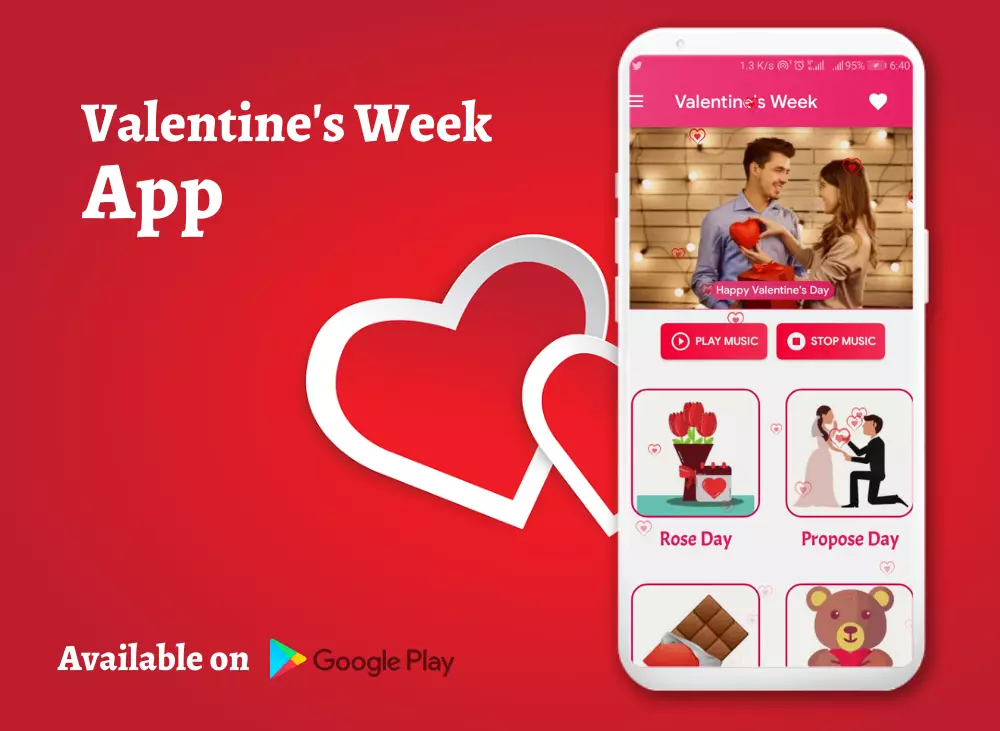 Valentine's Week
App
1.3 K/s 95% 6:40
Valentine's Week
Happy Valentine's Day
PLAY MUSIC STOP MUSIC
Rose Day Propose Day
Available on Google Play